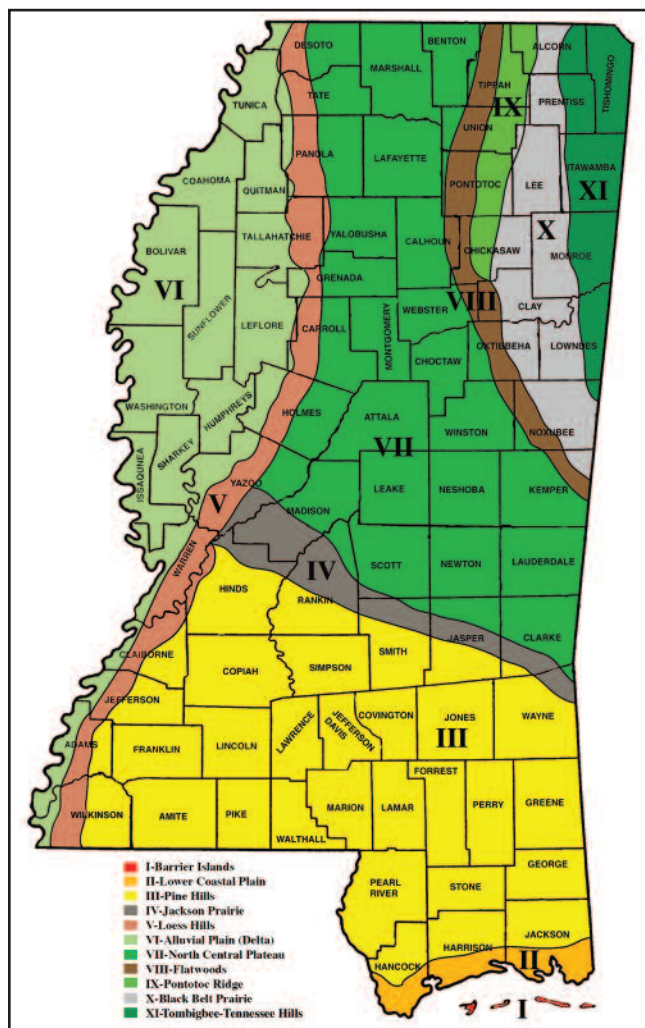 DESOTO
BENTON
ALCORN
MARSHALL
TIPPAH
TISHOMINGO
TATE
PRENTISS
TUNICA
IX
UNION
PANOLA
LAFAYETTE
ITAWAMBA
COAHOMA
PONTOTOC
LEE
XI
QUITMAN
X
BOLIVAR
TALLAHATCHIE
YALOBUSHA
CALHOUN
CHICKASAW
MONROE
VI
GRENADA
VIII
SUNFLOWER
CLAY
LEFLORE
CARROLL
MONTGOMERY
WEBSTER
OKTIBBEHA
LOWNDES
CHOCTAW
WASHINGTON
HUMPHREYS
HOLMES
ATTALA
WINSTON
NOXUBEE
VII
SHARKEY
ISSAQUNEA
YAZOO
LEAKE
NESHOBA
KEMPER
V
MADISON
WARREN
SCOTT
NEWTON
LAUDERDALE
IV
HINDS
RANKIN
JASPER
CLARKE
CLAIBORNE
SMITH
COPIAH
SIMPSON
JEFFERSON
LAWRENCE
JEFFERSON
DAVIS
COVINGTON
JONES
WAYNE
ADAMS
FRANKLIN
LINCOLN
III
FORREST
WILKINSON
AMITE
PIKE
MARION
LAMAR
PERRY
GREENE
WALTHALL
GEORGE
PEARL
RIVER
STONE
JACKSON
HARRISON
HANCOCK
II
I
I-Barrier Islands
II-Lower Coastal Plain
III-Pine Hills
IV-Jackson Prairie
V-Loess Hills
VI-Alluvial Plain (Delta)
VII-North Central Plateau
VIII-Flatwoods
IX-Pontotoc Ridge
X-Black Belt Prairie
XI-Tombigbee-Tennessee Hills